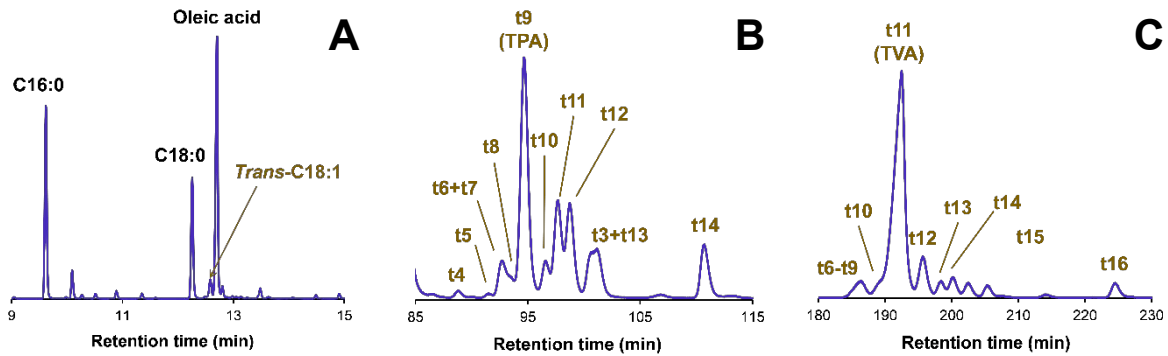 A
Oleic acid
C16:0
C18:0
Trans-C18:1
9
11
13
15
Retention time (min)
B
t9
(TPA)
t11
t12
t10
t8
t6+t7
t5
t4
t3+t13
t14
85
95
105
115
Retention time (min)
C
t11
(TVA)
t10
t6-t9
t12
t13
t14
t15
t16
180
190
200
210
220
230
Retention time (min)